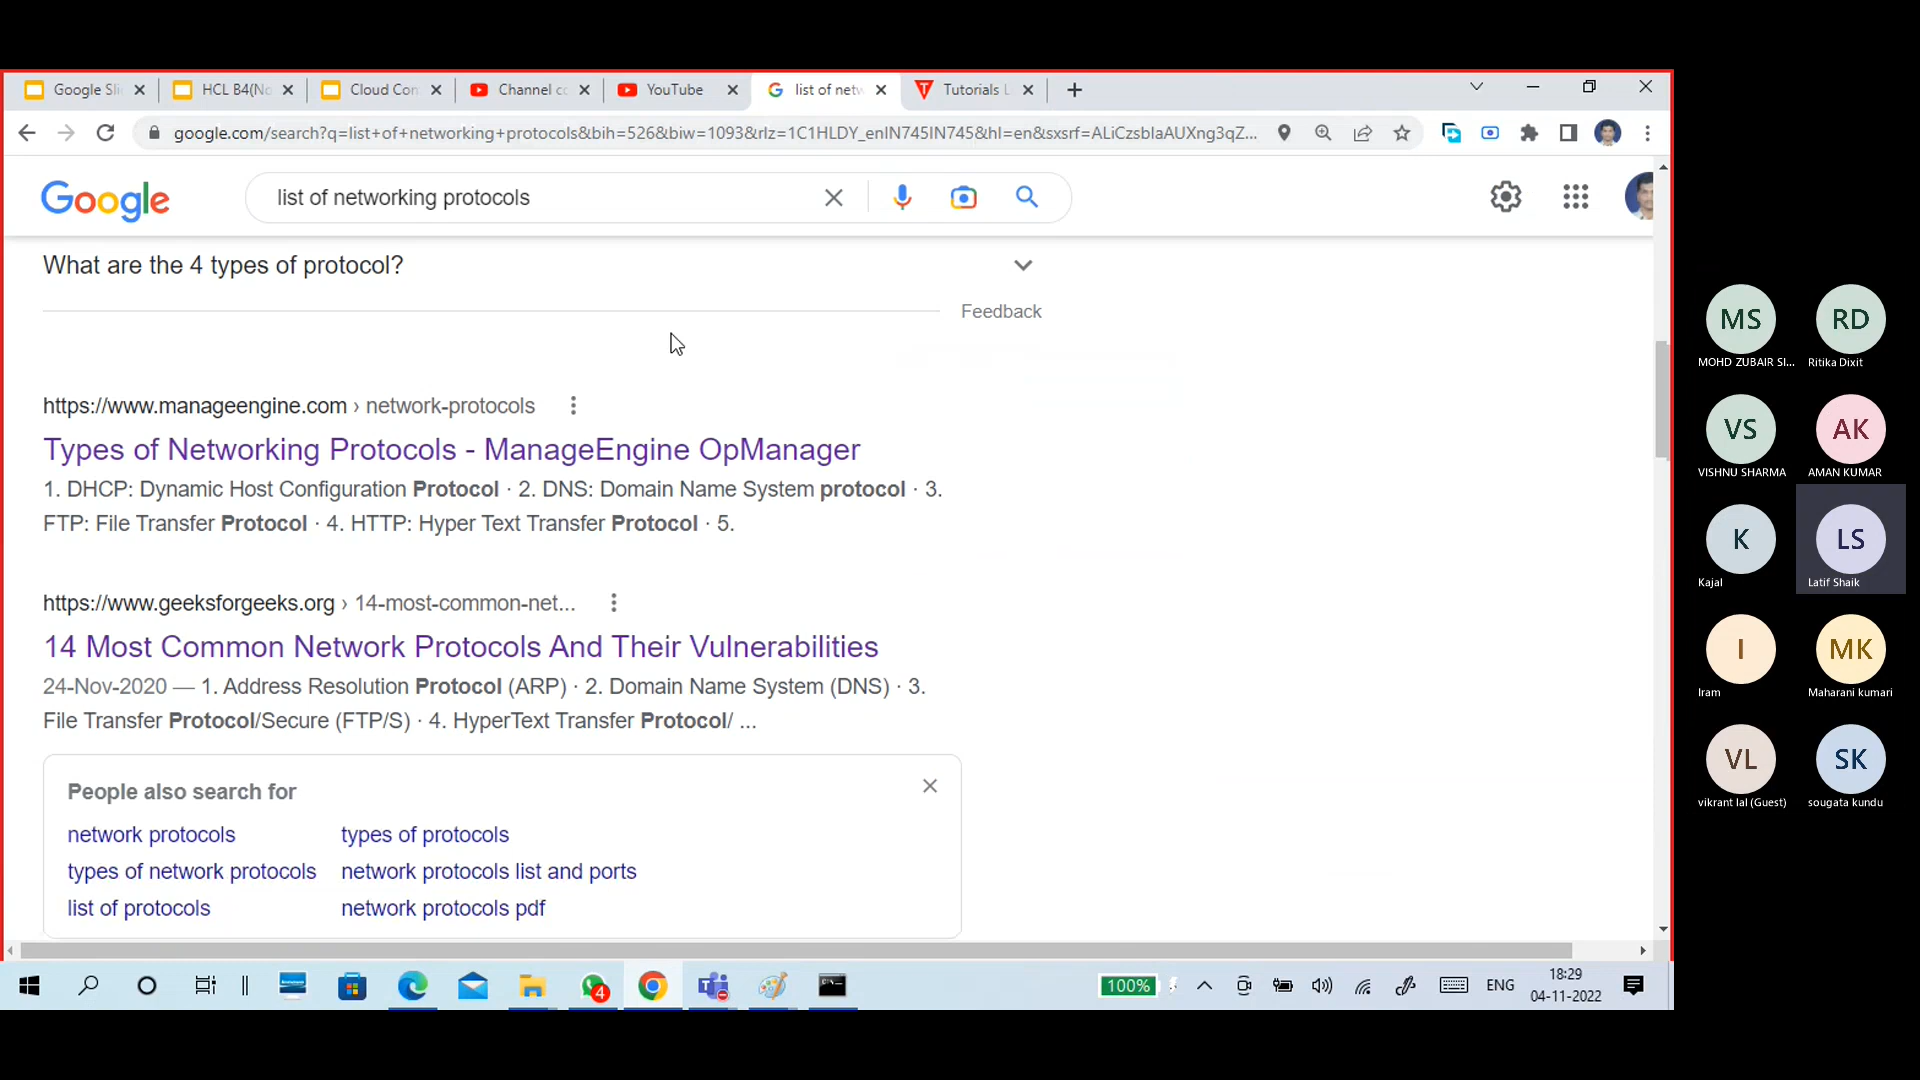 Google Sli
HCL B4(No
Cloud Con
Channel co
YouTube
list of netw
Tutorials L
google.com/search?q=list+of+networking+protocols&bih=526&biw=1093&rlz=1C1HLDY_enIN745IN745&hl=en&sxsrf=ALiCzsblaAUXng3qZ...
Google
list of networking protocols
What are the 4 types of protocol?
Feedback
https://www.manageengine.com › network-protocols
Types of Networking Protocols - ManageEngine OpManager
1. DHCP: Dynamic Host Configuration Protocol · 2. DNS: Domain Name System protocol · 3.
FTP: File Transfer Protocol · 4. HTTP: Hyper Text Transfer Protocol · 5.
https://www.geeksforgeeks.org › 14-most-common-net...
14 Most Common Network Protocols And Their Vulnerabilities
24-Nov-2020 — 1. Address Resolution Protocol (ARP) · 2. Domain Name System (DNS) · 3.
File Transfer Protocol/Secure (FTP/S) · 4. HyperText Transfer Protocol/ ...
People also search for
network protocols
types of protocols
types of network protocols
network protocols list and ports
list of protocols
network protocols pdf
4
100%
ENG
18:29
04-11-2022
MS
RD
MOHD ZUBAIR SI...
Ritika Dixit
VS
AK
VISHNU SHARMA
AMAN KUMAR
K
LS
Kajal
Latif Shaik
I
MK
Iram
Maharani kumari
VL
SK
vikrant lal (Guest)
sougata kundu